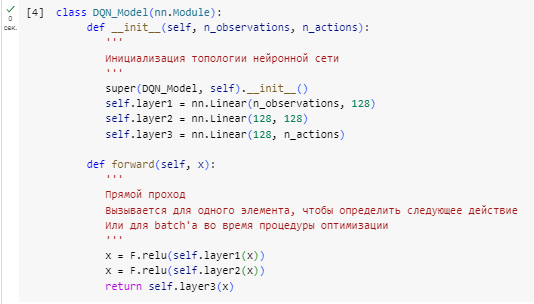 0
сек.
[4] class DQN_Model(nn.Module):
def __init__(self, n_observations, n_actions):
'''
Инициализация топологии нейронной сети
'''
super(DQN_Model, self).__init__()
self.layer1 = nn.Linear(n_observations, 128)
self.layer2 = nn.Linear(128, 128)
self.layer3 = nn.Linear(128, n_actions)
def forward(self, x):
'''
Прямой проход
Вызывается для одного элемента, чтобы определить следующее действие
Или для batch'а во время процедуры оптимизации
'''
x = F.relu(self.layer1(x))
x = F.relu(self.layer2(x))
return self.layer3(x)